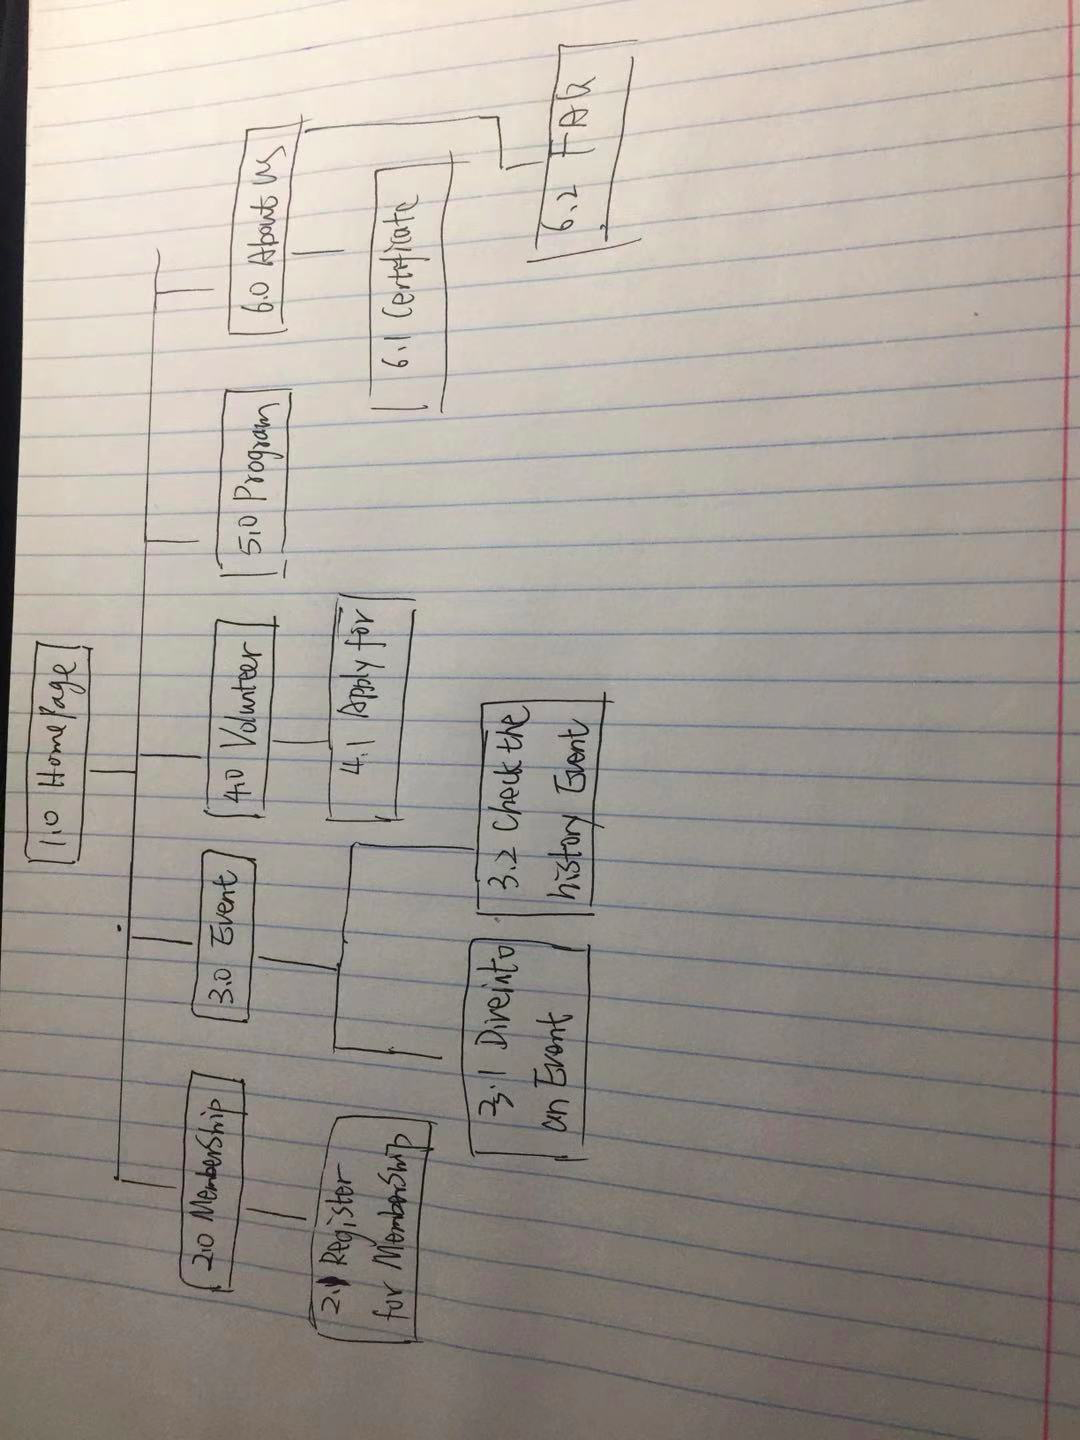 1.0 HomePage
2.0 MemberShip
3.0 Event
4.0 Volunteer
5.0 Program
6.0 About Us
2.1 Register
for MemberShip
3.1 Dive into
an Event
3.2 Check the
history Event
4.1 Apply for
6.1 Certificate
6.2 FAQ